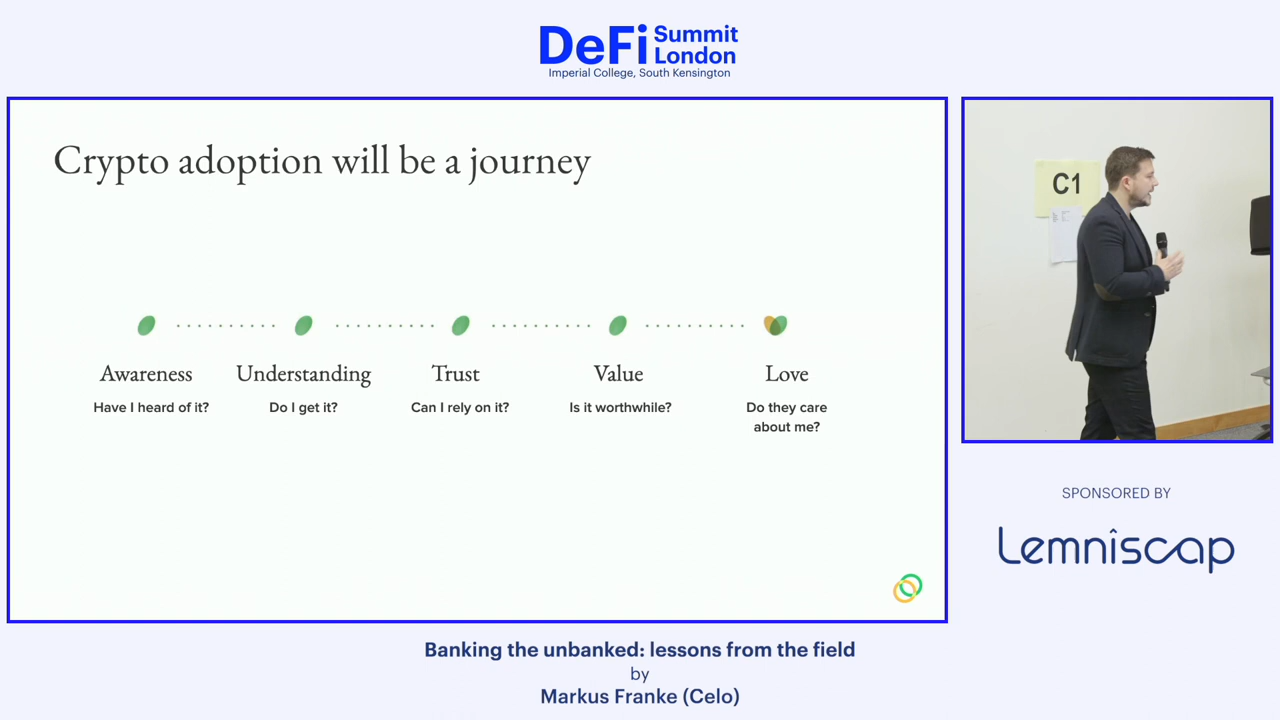 DeFi Summit London
Imperial College, South Kensington
Crypto adoption will be a journey
Awareness
Have I heard of it?
Understanding
Do I get it?
Trust
Can I rely on it?
Value
Is it worthwhile?
Love
Do they care
about me?
C1
SPONSORED BY
Lemniscap
Banking the unbanked: lessons from the field
by
Markus Franke (Celo)